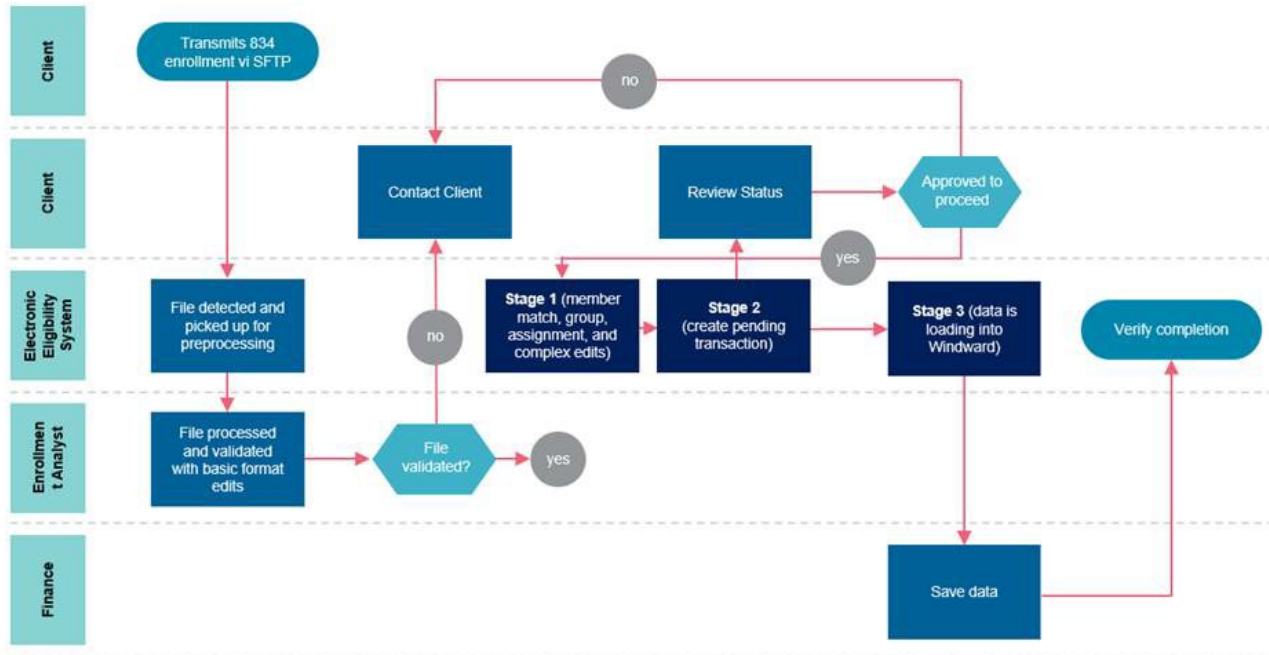 Client
Transmits 834
enrollment vi SFTP
no
Client
Contact Client
Review Status
Approved to
proceed
yes
Electronic
Eligibility
System
File detected and
picked up for
preprocessing
no
Stage 1 (member
match, group,
assignment, and
complex edits)
Stage 2
(create pending
transaction)
Stage 3 (data is
loading into
Windward)
Verify completion
Enrollmen
t Analyst
File processed
and validated
with basic format
edits
File
validated?
yes
Finance
Save data